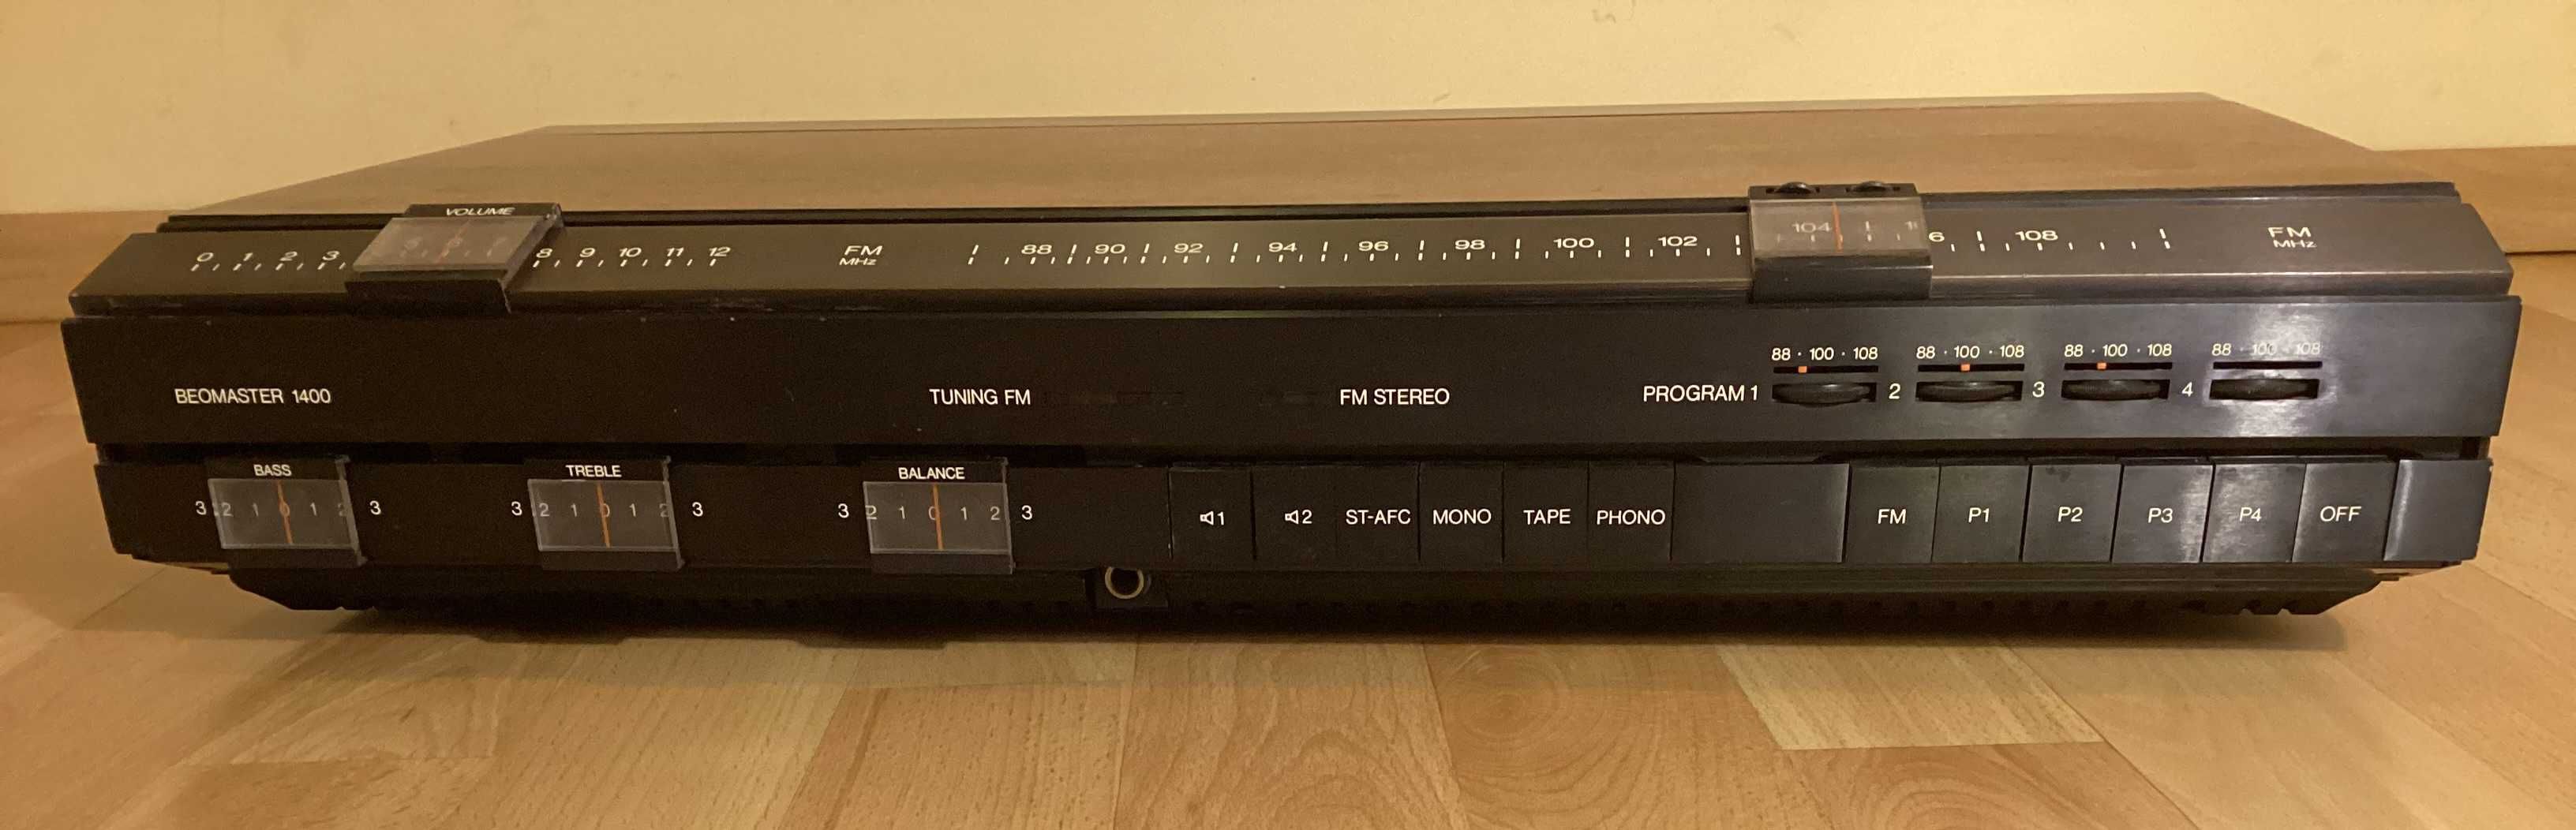 VOLUME
0 1 2 3 5 6 7 8 9 10 11 12
FM MHz
88 90 92 94 96 98 100 102 104 6 108
FM MHz
BEOMASTER 1400
TUNING FM
FM STEREO
88 · 100 · 108 88 · 100 · 108 88 · 100 · 108 88 · 100 · 108
PROGRAM 1 2 3 4
BASS
3 2 1 0 1 2 3
TREBLE
3 2 1 0 1 2 3
BALANCE
3 2 1 0 1 2 3
1 2 ST-AFC MONO TAPE PHONO
FM P1 P2 P3 P4 OFF